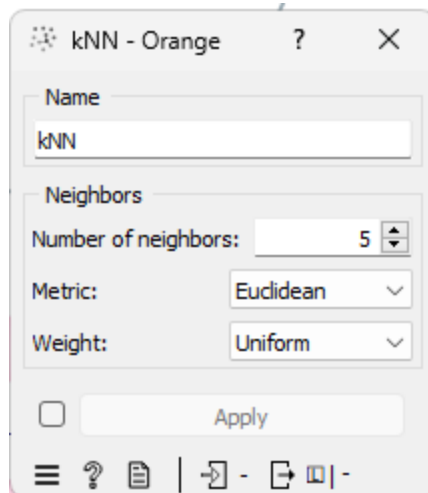 kNN - Orange ?
Name
kNN
Neighbors
Number of neighbors: 5
Metric: Euclidean
Weight: Uniform
Apply
? - | -